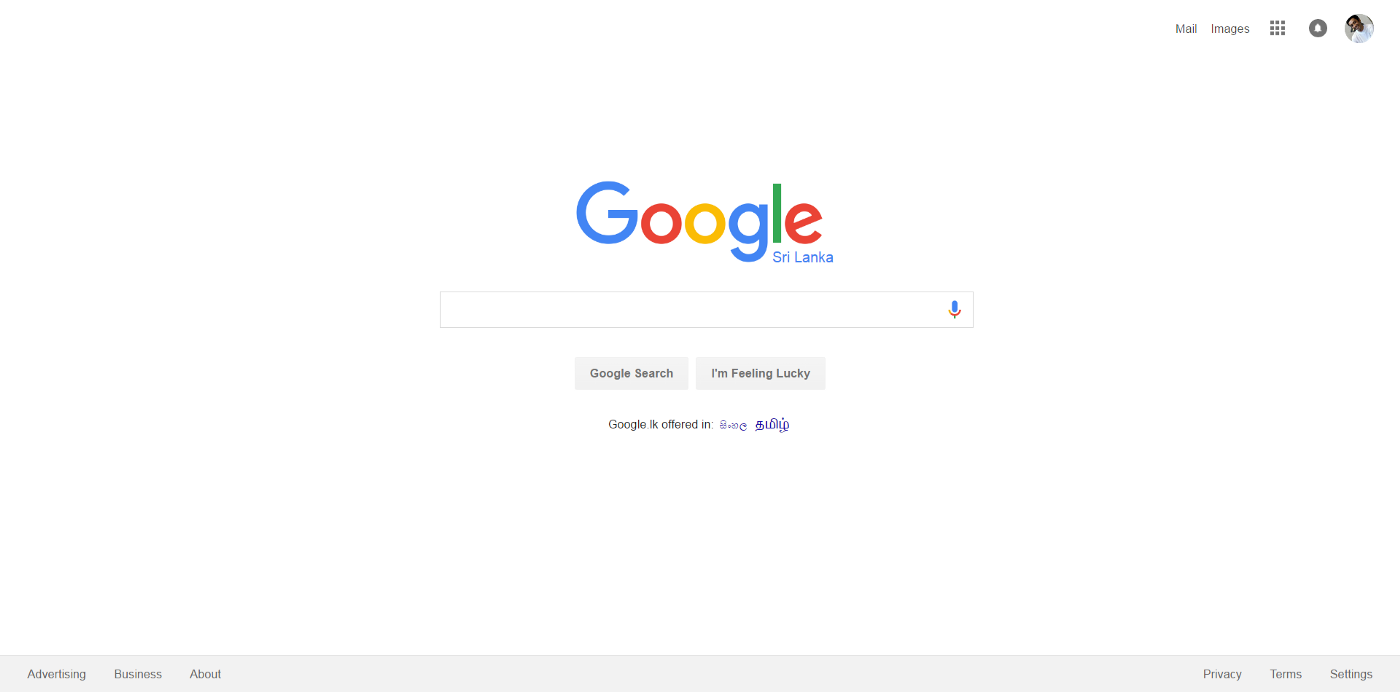 Mail Images
Google
Sri Lanka
Google Search I'm Feeling Lucky
Google.lk offered in: සිංහල தமிழ்
Advertising Business About Privacy Terms Settings